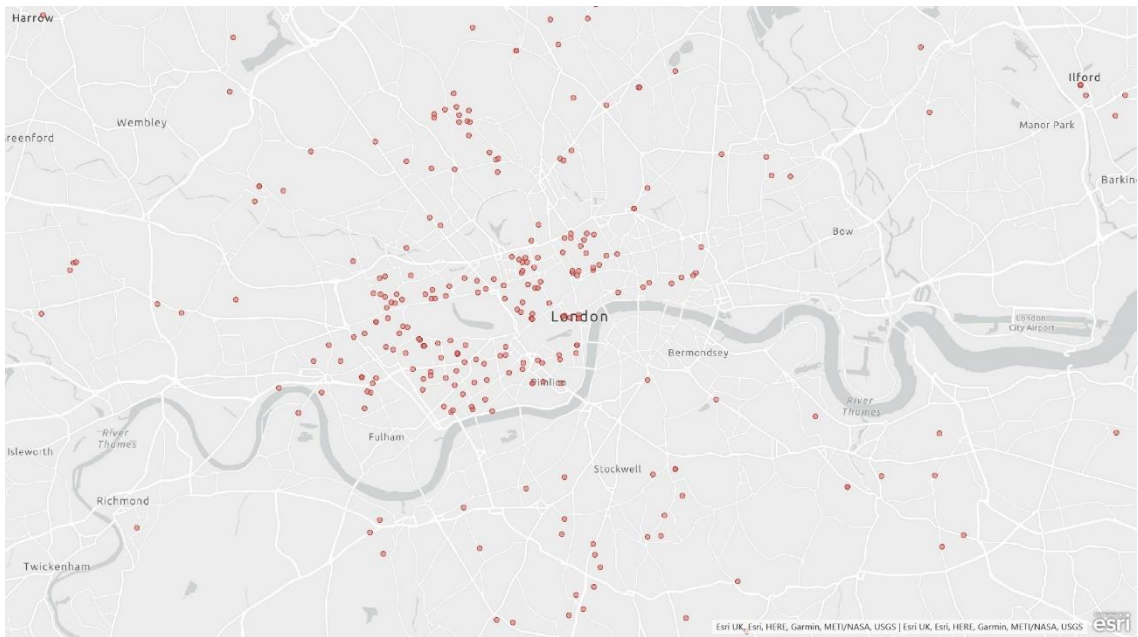 Harrow
Ilford
Wembley
Manor Park
Greenford
Barking
Bow
London
London
City Airport
Bermondsey
Pimlico
River
Thames
River
Thames
Fulham
Isleworth
Stockwell
Richmond
Twickenham
Esri UK, Esri, HERE, Garmin, METI/NASA, USGS | Esri UK, Esri, HERE, Garmin, METI/NASA, USGS
esri